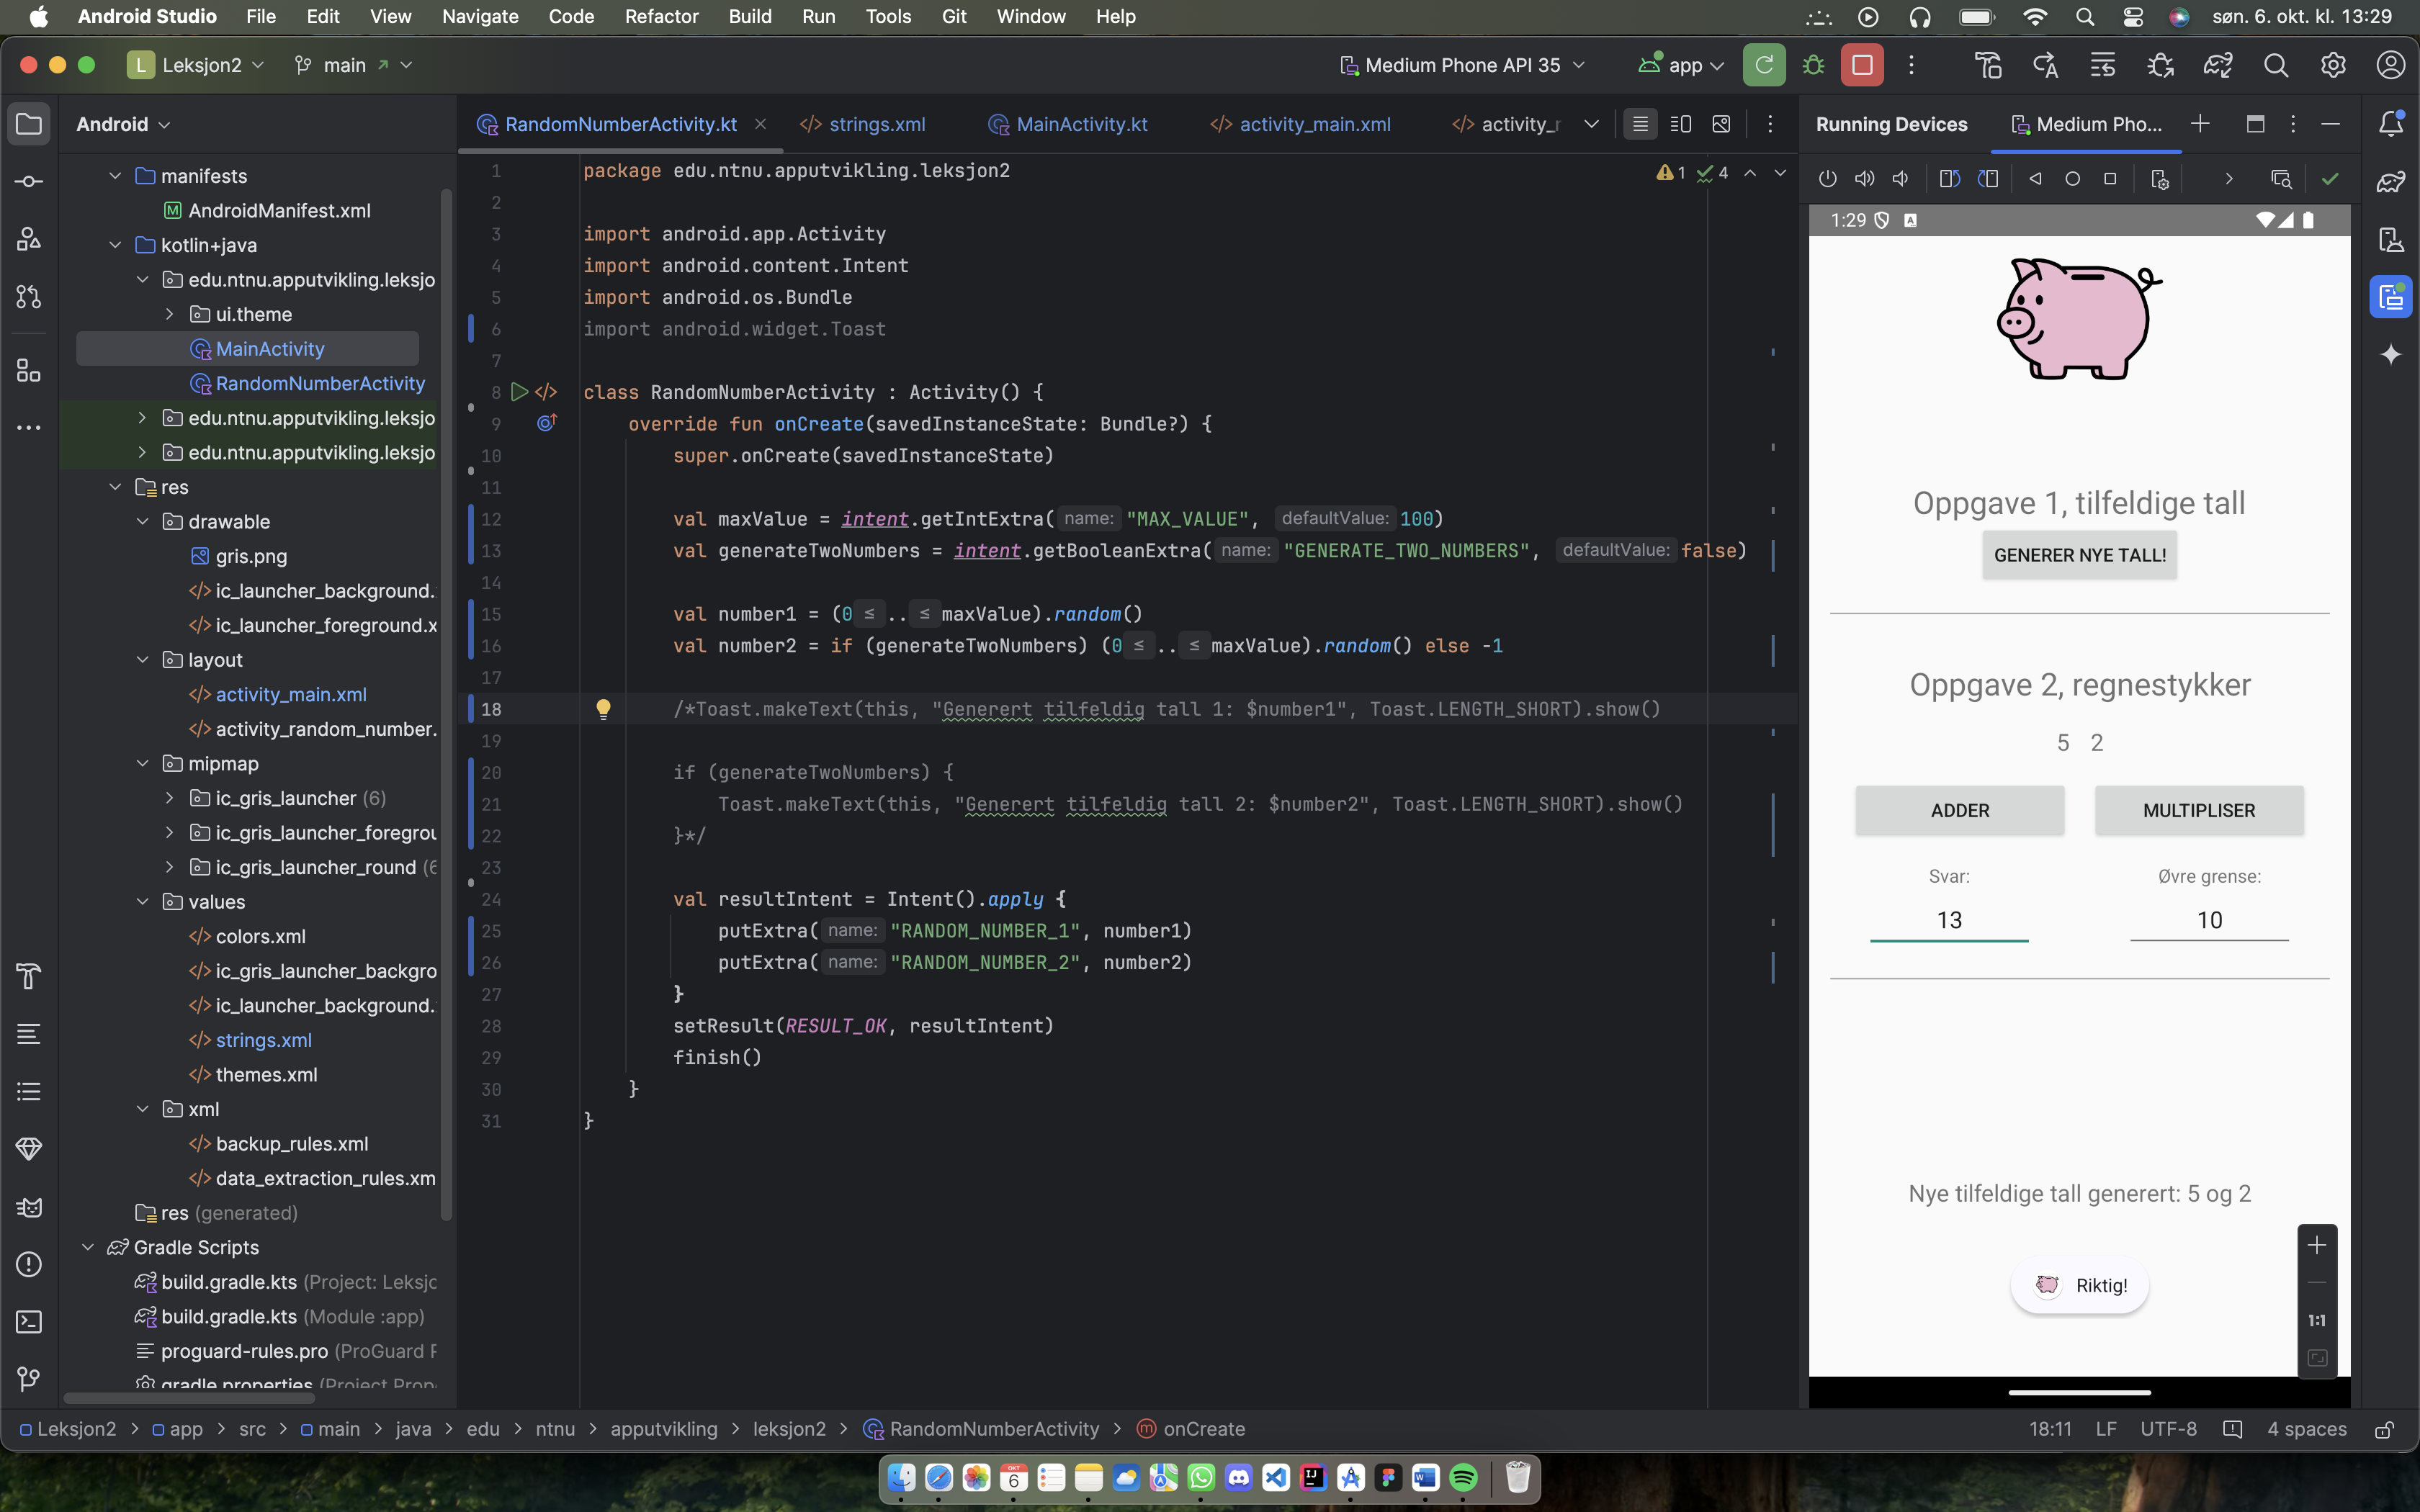 Android Studio File Edit View Navigate Code Refactor Build Run Tools Git Window Help søn. 6. okt. kl. 13:29
L Leksjon2 main Medium Phone API 35 app
Android
manifests
AndroidManifest.xml
kotlin+java
edu.ntnu.apputvikling.leksjo
ui.theme
MainActivity
RandomNumberActivity
edu.ntnu.apputvikling.leksjo
edu.ntnu.apputvikling.leksjo
res
drawable
gris.png
ic_launcher_background.
ic_launcher_foreground.x
layout
activity_main.xml
activity_random_number.
mipmap
ic_gris_launcher (6)
ic_gris_launcher_foregrou
ic_gris_launcher_round (6
values
colors.xml
ic_gris_launcher_backgro
ic_launcher_background.
strings.xml
themes.xml
xml
backup_rules.xml
data_extraction_rules.xm
res (generated)
Gradle Scripts
build.gradle.kts (Project: Leksjo
build.gradle.kts (Module :app)
proguard-rules.pro (ProGuard R
gradle.properties (Project Prop
RandomNumberActivity.kt strings.xml MainActivity.kt activity_main.xml activity_r
1 4
1 package edu.ntnu.apputvikling.leksjon2
2
3 import android.app.Activity
4 import android.content.Intent
5 import android.os.Bundle
6 import android.widget.Toast
7
8 class RandomNumberActivity : Activity() {
9 override fun onCreate(savedInstanceState: Bundle?) {
10 super.onCreate(savedInstanceState)
11
12 val maxValue = intent.getIntExtra( name: "MAX_VALUE", defaultValue: 100)
13 val generateTwoNumbers = intent.getBooleanExtra( name: "GENERATE_TWO_NUMBERS", defaultValue: false)
14
15 val number1 = (0 ≤ .. ≤ maxValue).random()
16 val number2 = if (generateTwoNumbers) (0 ≤ .. ≤ maxValue).random() else -1
17
18 /*Toast.makeText(this, "Generert tilfeldig tall 1: $number1", Toast.LENGTH_SHORT).show()
19
20 if (generateTwoNumbers) {
21 Toast.makeText(this, "Generert tilfeldig tall 2: $number2", Toast.LENGTH_SHORT).show()
22 }*/
23
24 val resultIntent = Intent().apply {
25 putExtra( name: "RANDOM_NUMBER_1", number1)
26 putExtra( name: "RANDOM_NUMBER_2", number2)
27 }
28 setResult(RESULT_OK, resultIntent)
29 finish()
30 }
31 }
Running Devices Medium Pho...
1:29
Oppgave 1, tilfeldige tall
GENERER NYE TALL!
Oppgave 2, regnestykker
5 2
ADDER MULTIPLISER
Svar: Øvre grense:
13 10
Nye tilfeldige tall generert: 5 og 2
Riktig!
1:1
Leksjon2 > app > src > main > java > edu > ntnu > apputvikling > leksjon2 > RandomNumberActivity > onCreate 18:11 LF UTF-8 4 spaces
OKT
6